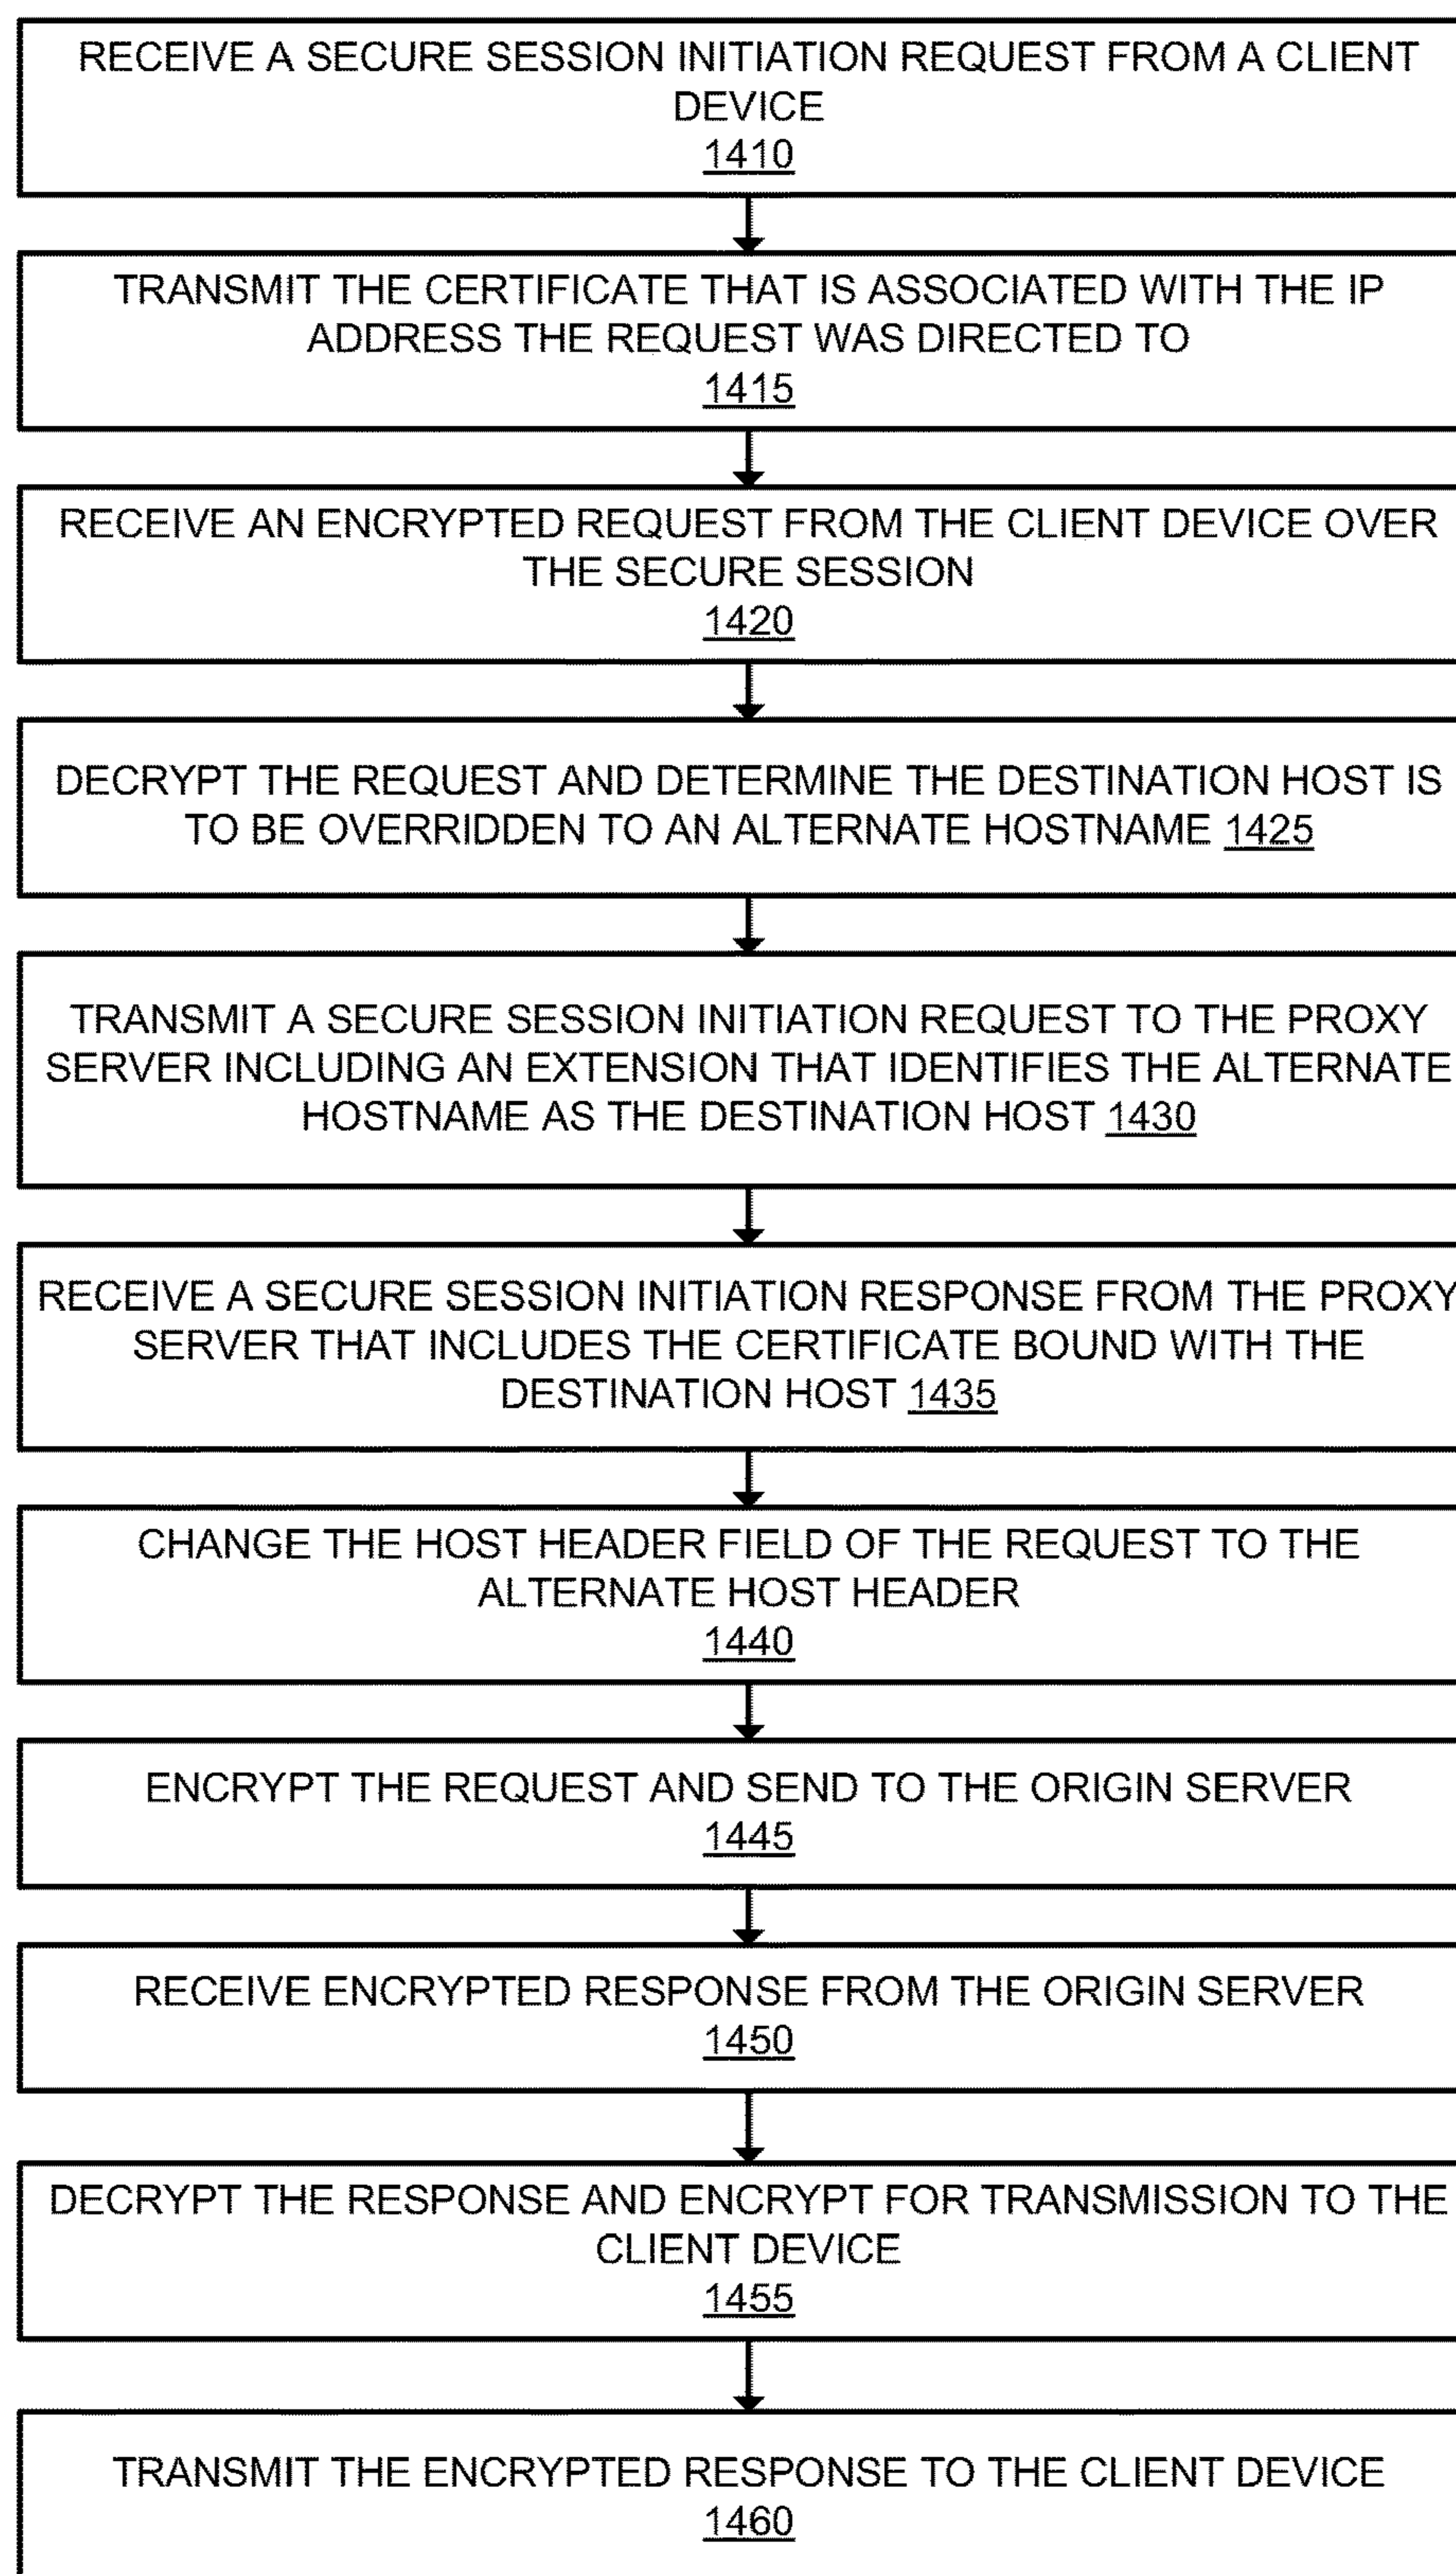 RECEIVE A SECURE SESSION INITIATION REQUEST FROM A CLIENT
DEVICE
1410
TRANSMIT THE CERTIFICATE THAT IS ASSOCIATED WITH THE IP
ADDRESS THE REQUEST WAS DIRECTED TO
1415
RECEIVE AN ENCRYPTED REQUEST FROM THE CLIENT DEVICE OVER
THE SECURE SESSION
1420
DECRYPT THE REQUEST AND DETERMINE THE DESTINATION HOST IS
TO BE OVERRIDDEN TO AN ALTERNATE HOSTNAME 1425
TRANSMIT A SECURE SESSION INITIATION REQUEST TO THE PROXY
SERVER INCLUDING AN EXTENSION THAT IDENTIFIES THE ALTERNATE
HOSTNAME AS THE DESTINATION HOST 1430
RECEIVE A SECURE SESSION INITIATION RESPONSE FROM THE PROXY
SERVER THAT INCLUDES THE CERTIFICATE BOUND WITH THE
DESTINATION HOST 1435
CHANGE THE HOST HEADER FIELD OF THE REQUEST TO THE
ALTERNATE HOST HEADER
1440
ENCRYPT THE REQUEST AND SEND TO THE ORIGIN SERVER
1445
RECEIVE ENCRYPTED RESPONSE FROM THE ORIGIN SERVER
1450
DECRYPT THE RESPONSE AND ENCRYPT FOR TRANSMISSION TO THE
CLIENT DEVICE
1455
TRANSMIT THE ENCRYPTED RESPONSE TO THE CLIENT DEVICE
1460